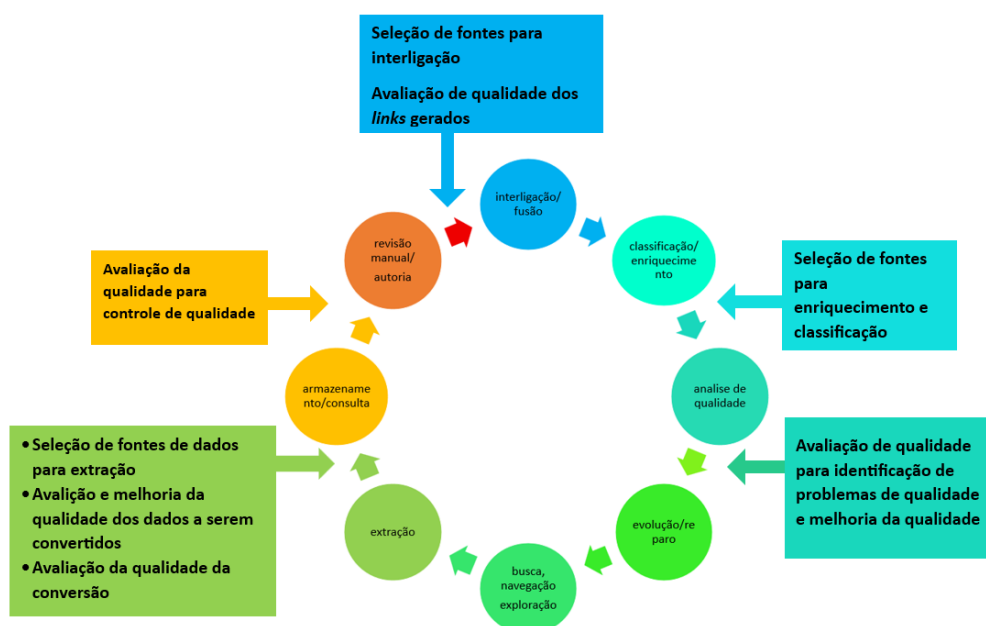 Seleção de fontes para
interligação
Avaliação de qualidade dos
links gerados
interligação/
fusão
revisão
manual/
autoria
classificação/
enriquecime
nto
Avaliação da
qualidade para
controle de qualidade
Seleção de fontes
para
enriquecimento e
classificação
armazename
nto/consulta
analise de
qualidade
• Seleção de fontes de dados
para extração
• Avalição e melhoria da
qualidade dos dados a serem
convertidos
• Avaliação da qualidade da
conversão
Avaliação de qualidade
para identificação de
problemas de qualidade
e melhoria da qualidade
extração
evolução/re
paro
busca,
navegação
exploração